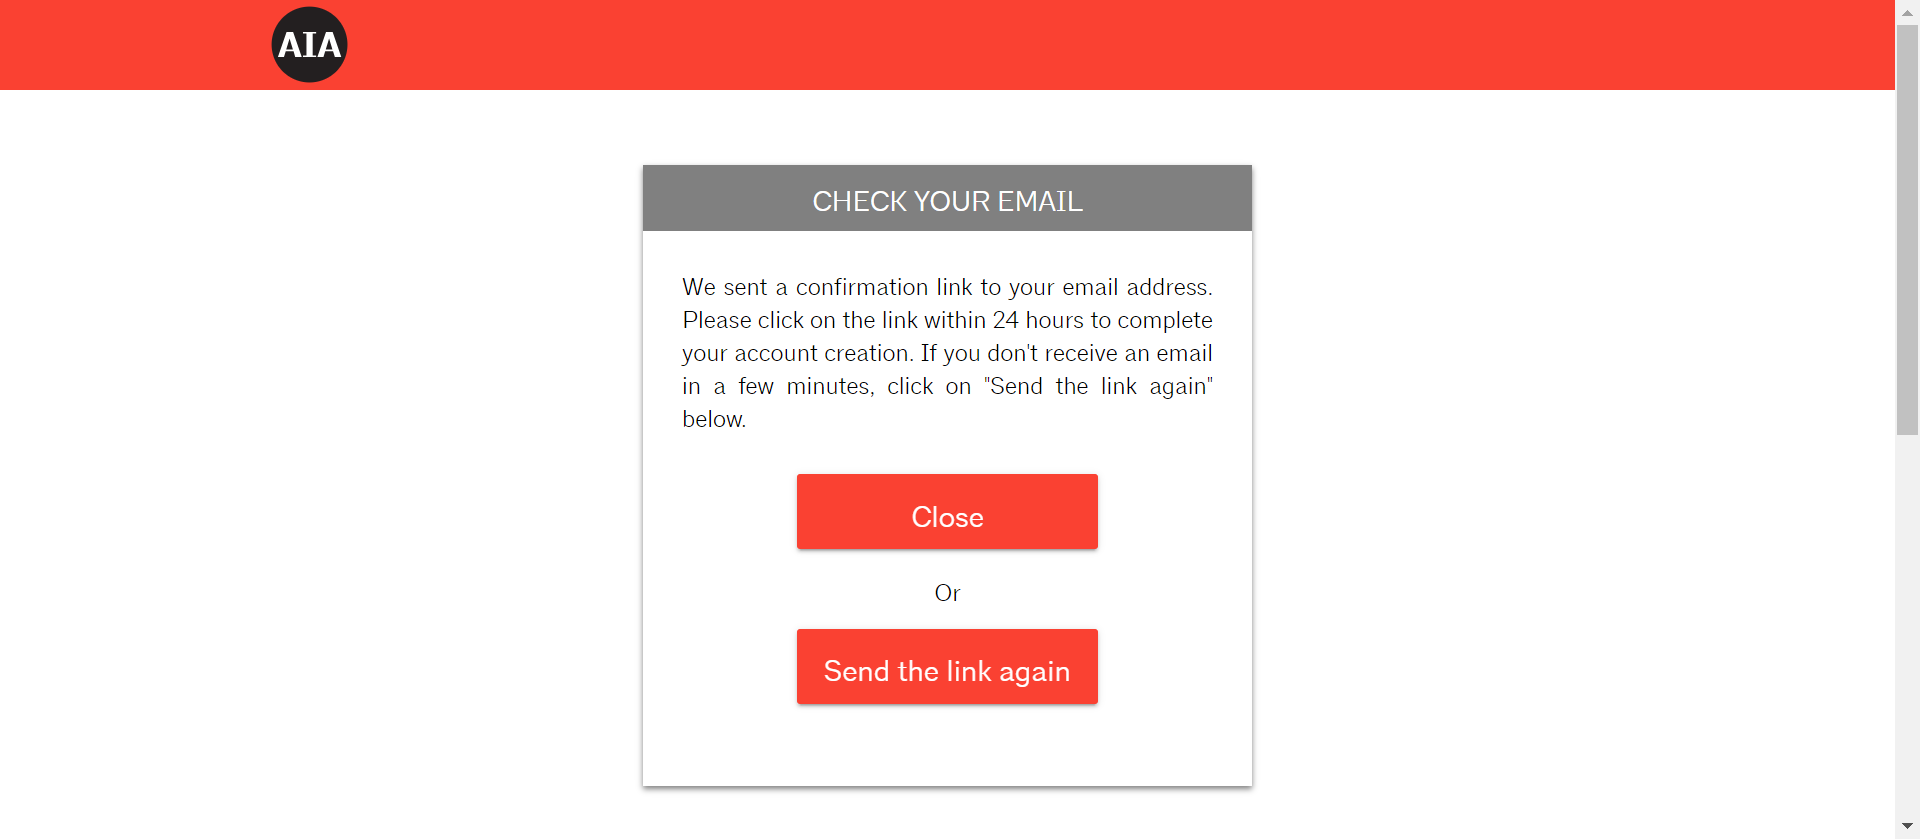 AIA
CHECK YOUR EMAIL
We sent a confirmation link to your email address.
Please click on the link within 24 hours to complete
your account creation. If you don't receive an email
in a few minutes, click on "Send the link again"
below.
Close
Or
Send the link again